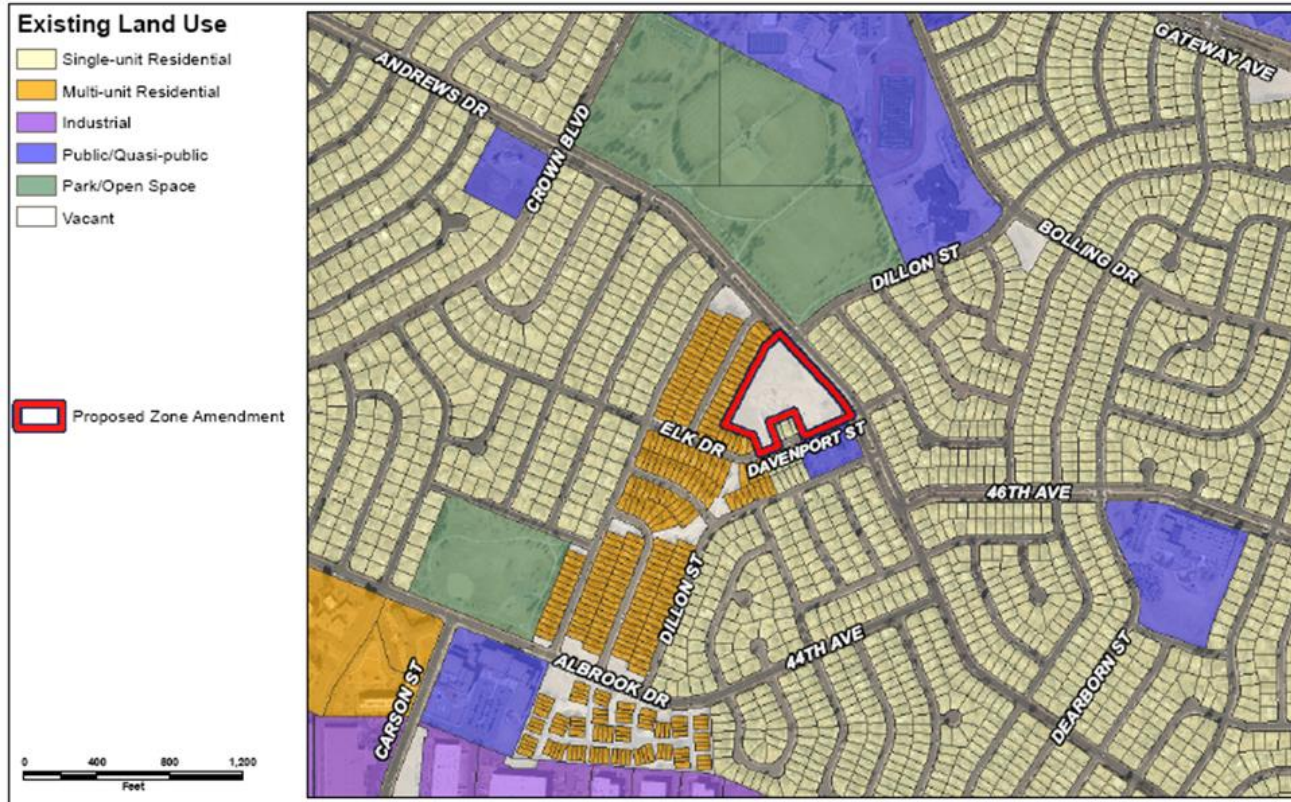 Existing Land Use
Single-unit Residential
Multi-unit Residential
Industrial
Public/Quasi-public
Park/Open Space
Vacant
Proposed Zone Amendment
0 400 800 1,200
Feet
ANDREWS DR
CROWN BLVD
GATEWAY AVE
BOLLING DR
DILLON ST
ELK DR
DAVENPORT ST
46TH AVE
DILLON ST
44TH AVE
ALBROOK DR
CARSON ST
DEARBORN ST